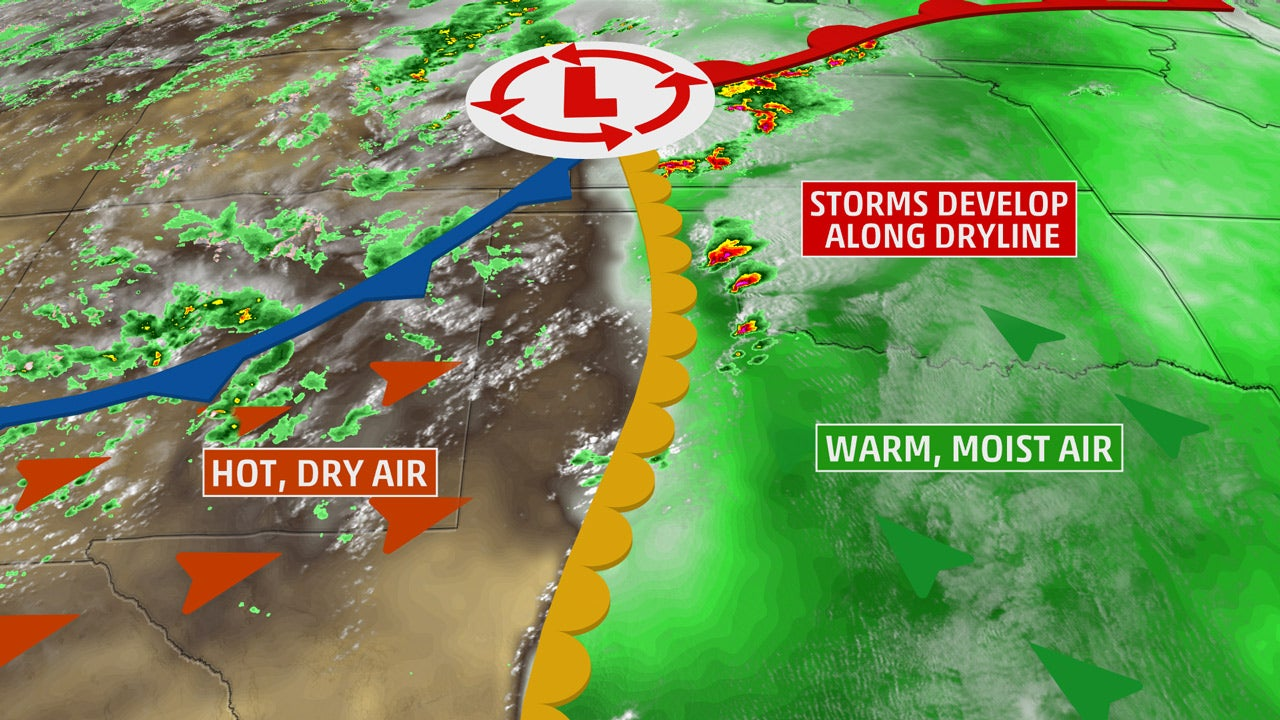 L
STORMS DEVELOP
ALONG DRYLINE
WARM, MOIST AIR
HOT, DRY AIR